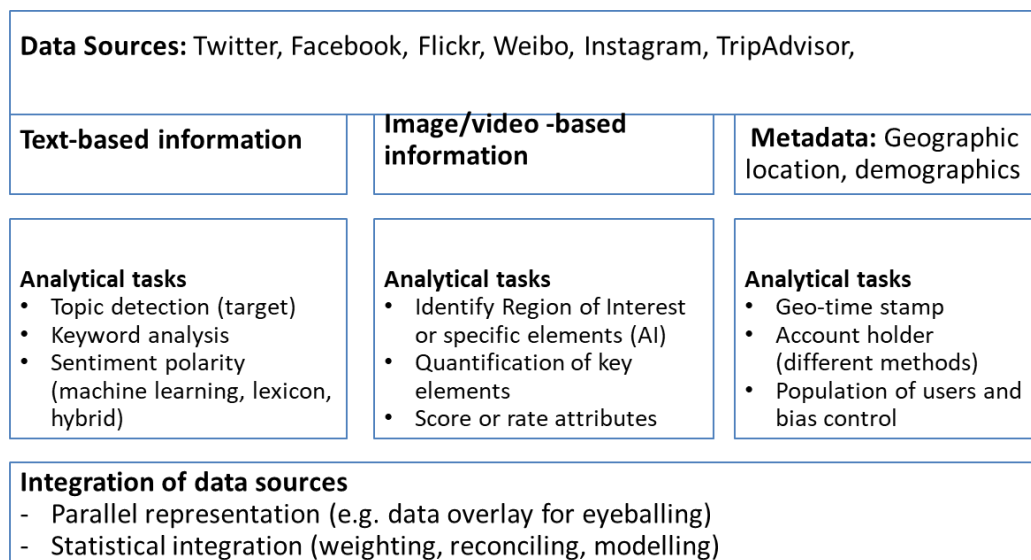 Data Sources: Twitter, Facebook, Flickr, Weibo, Instagram, TripAdvisor,
Text-based information
Image/video -based
information
Metadata: Geographic
location, demographics
Analytical tasks
• Topic detection (target)
• Keyword analysis
• Sentiment polarity
(machine learning, lexicon,
hybrid)
Analytical tasks
• Identify Region of Interest
or specific elements (AI)
• Quantification of key
elements
• Score or rate attributes
Analytical tasks
• Geo-time stamp
• Account holder
(different methods)
• Population of users and
bias control
Integration of data sources
- Parallel representation (e.g. data overlay for eyeballing)
- Statistical integration (weighting, reconciling, modelling)